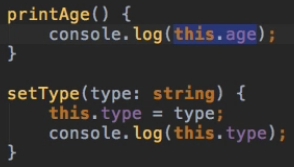 printAge() {
    console.log(this.age);
}
setType(type: string) {
    this.type = type;
    console.log(this.type);
}